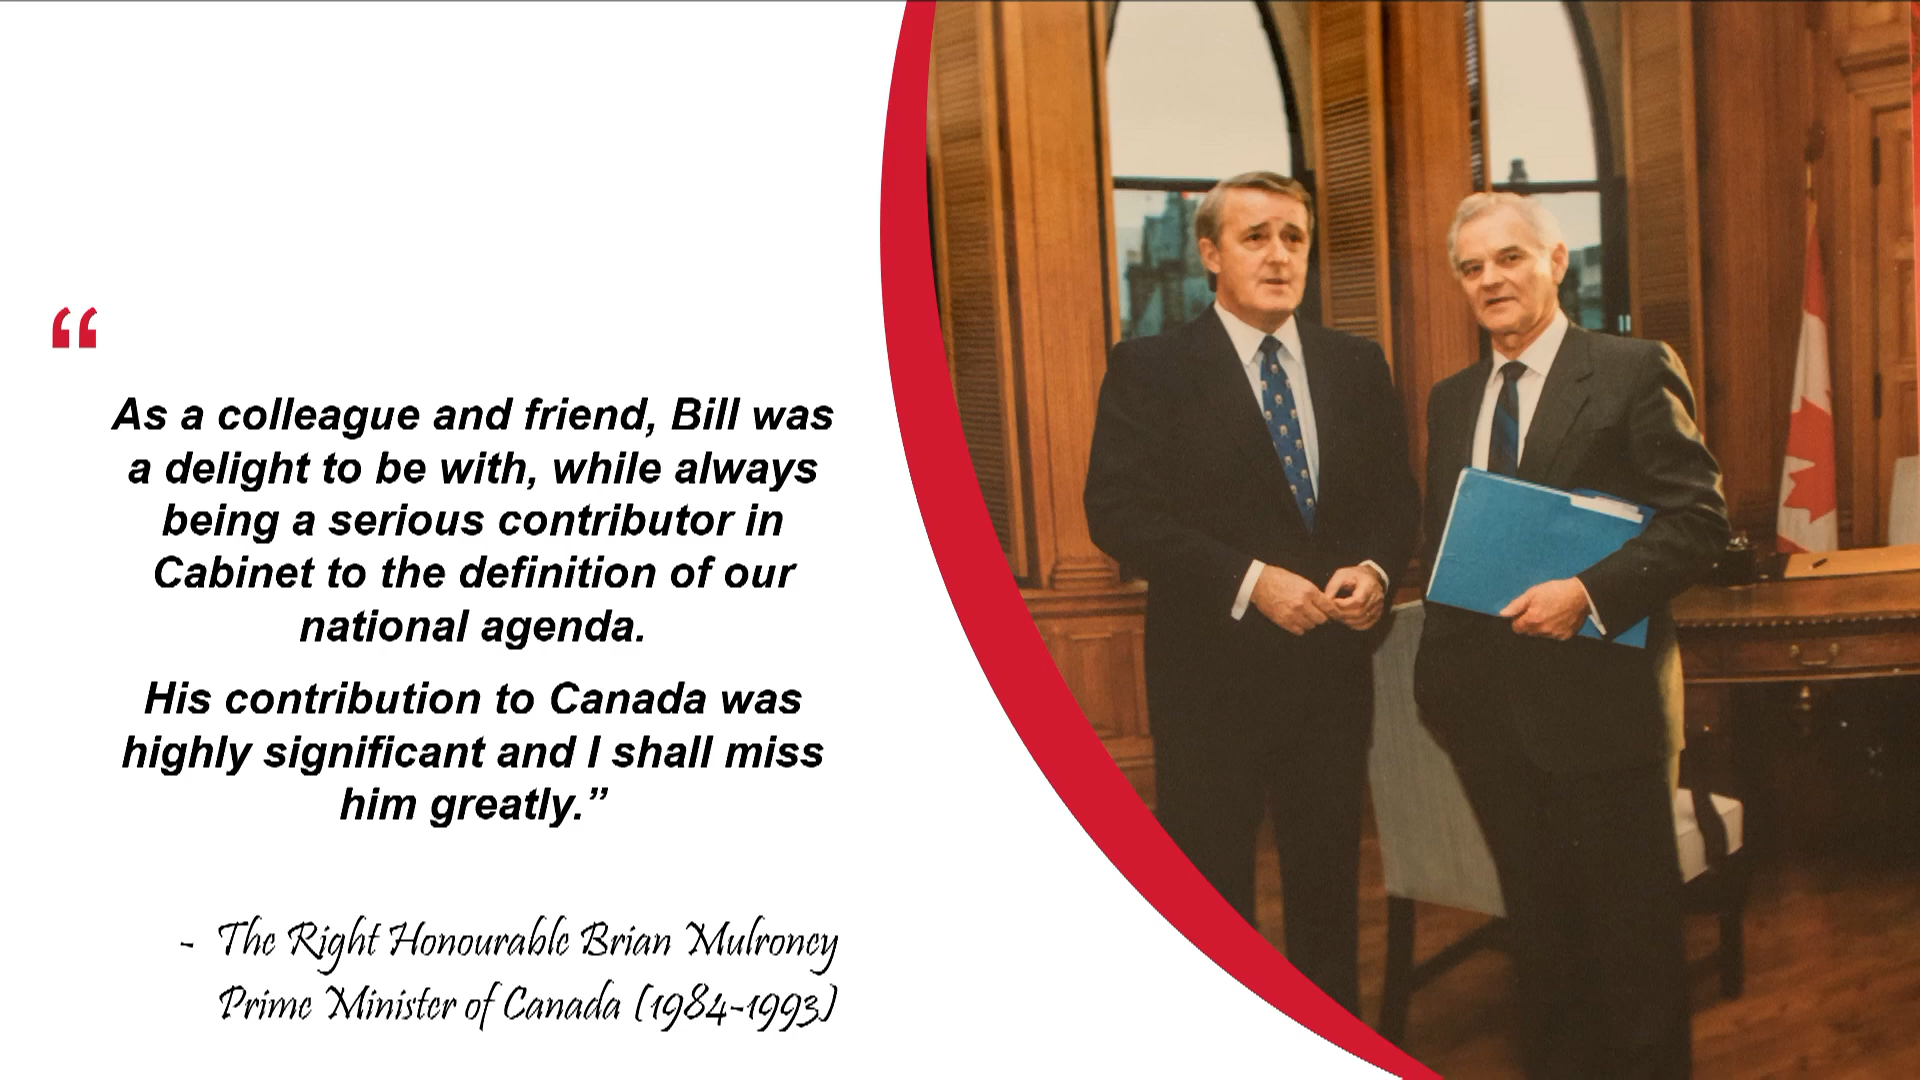 “
As a colleague and friend, Bill was
a delight to be with, while always
being a serious contributor in
Cabinet to the definition of our
national agenda.
His contribution to Canada was
highly significant and I shall miss
him greatly.”
- The Right Honourable Brian Mulroney
Prime Minister of Canada (1984-1993)